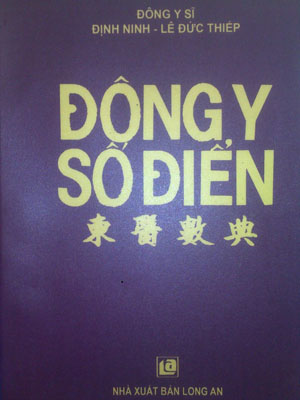 ĐÔNG Y SĨ
ĐỊNH NINH - LÊ ĐỨC THIẾP
ĐÔNG Y
SỐ ĐIỂN
東醫數典
NHÀ XUẤT BẢN LONG AN